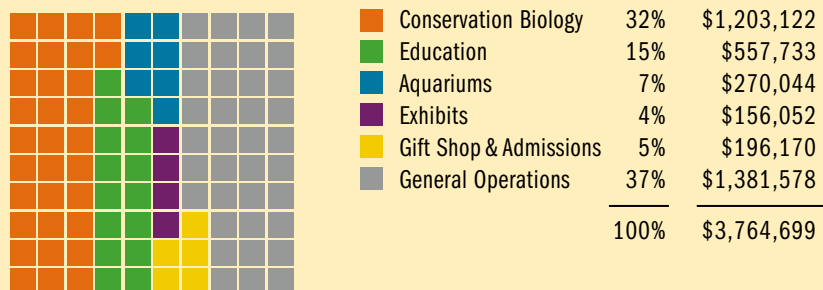 Conservation Biology 32% $1,203,122
Education 15% $557,733
Aquariums 7% $270,044
Exhibits 4% $156,052
Gift Shop & Admissions 5% $196,170
General Operations 37% $1,381,578
100% $3,764,699